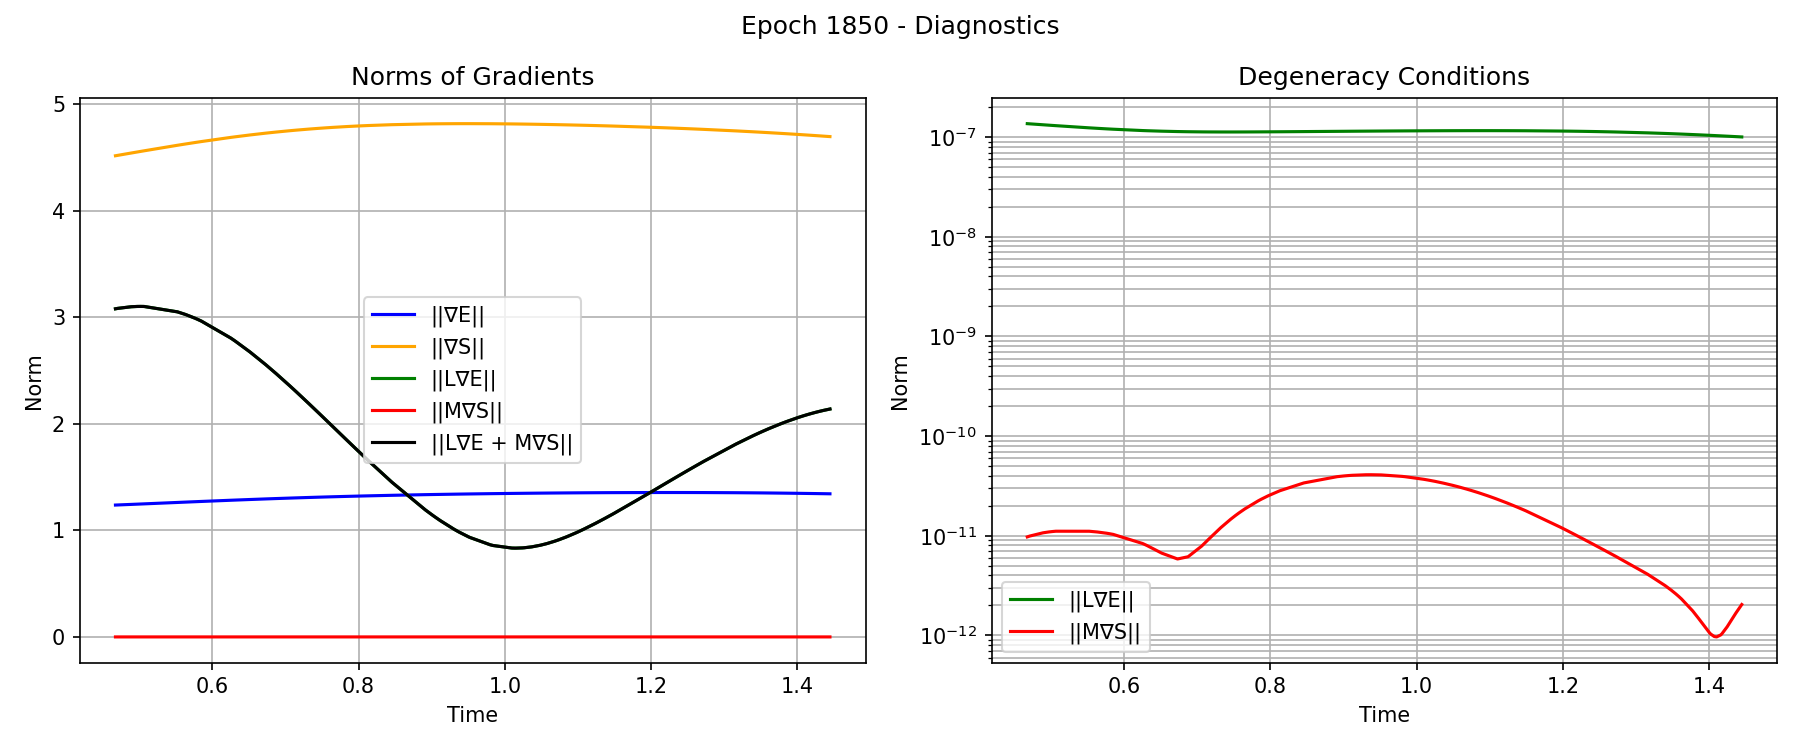 Epoch 1850 - Diagnostics
Norms of Gradients
Norm
5
4
3
2
1
0
||∇E||
||∇S||
||L∇E||
||M∇S||
||L∇E + M∇S||
0.6 0.8 1.0 1.2 1.4
Time
Degeneracy Conditions
Norm
10⁻⁷
10⁻⁸
10⁻⁹
10⁻¹⁰
10⁻¹¹
10⁻¹²
||L∇E||
||M∇S||
0.6 0.8 1.0 1.2 1.4
Time